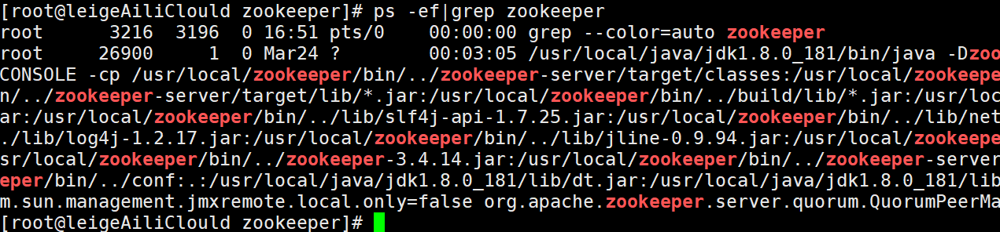 [root@leigeAiliClould zookeeper]# ps -ef|grep zookeeper
root      3216  3196  0 16:51 pts/0    00:00:00 grep --color=auto zookeeper
root     26900     1  0 Mar24 ?        00:03:05 /usr/local/java/jdk1.8.0_181/bin/java -Dzoo
CONSOLE -cp /usr/local/zookeeper/bin/../zookeeper-server/target/classes:/usr/local/zookeepe
n/../zookeeper-server/target/lib/*.jar:/usr/local/zookeeper/bin/../build/lib/*.jar:/usr/loc
ar:/usr/local/zookeeper/bin/../lib/slf4j-api-1.7.25.jar:/usr/local/zookeeper/bin/../lib/net
./lib/log4j-1.2.17.jar:/usr/local/zookeeper/bin/../lib/jline-0.9.94.jar:/usr/local/zookeepe
sr/local/zookeeper/bin/../zookeeper-3.4.14.jar:/usr/local/zookeeper/bin/../zookeeper-server
eper/bin/../conf:.:/usr/local/java/jdk1.8.0_181/lib/dt.jar:/usr/local/java/jdk1.8.0_181/lib
m.sun.management.jmxremote.local.only=false org.apache.zookeeper.server.quorum.QuorumPeerMa
[root@leigeAiliClould zookeeper]#